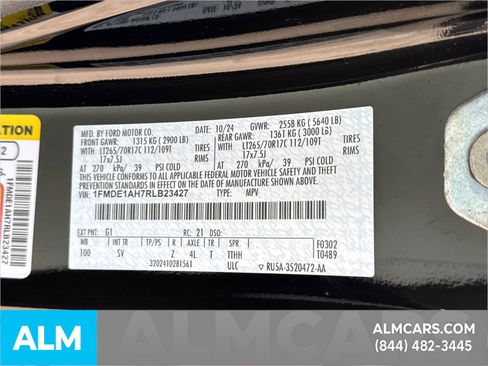 MFD. BY FORD MOTOR CO. 10/24 GVWR: 2558 KG ( 5640 LB)
FRONT GAWR: 1315 KG ( 2900 LB) REAR GAWR: 1361 KG ( 3000 LB)
WITH LT265/70R17C 112/109T TIRES WITH LT265/70R17C 112/109T TIRES
17x7.5J RIMS 17x7.5J RIMS
AT 270 kPa/ 39 PSI COLD AT 270 kPa/ 39 PSI COLD
THIS VEHICLE CONFORMS TO ALL APPLICABLE FEDERAL MOTOR VEHICLE SAFETY AND THEFT PREVENTION
STANDARDS IN EFFECT ON THE DATE OF MANUFACTURE SHOWN ABOVE.
VIN: 1FMDE1AH7RLB23427 TYPE: MPV
EXT PNT: G1 RC: 21 DSO:
WB INT TR TP/PS R AXLE TR SPR F0302
100 SV Z 4L T TTHH T0489
3202410281561 ULC RU5A-3520472-AA
1FMDE1AH7RLB23427
ALM
ALMCARS
ALMCARS.COM
(844) 482-3445